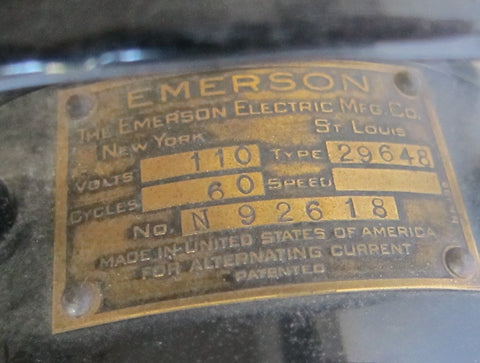 EMERSON
THE EMERSON ELECTRIC MFG. CO.
NEW YORK ST LOUIS
VOLTS 110 TYPE 29648
CYCLES 60 SPEED
No. N 92618
MADE IN UNITED STATES OF AMERICA
FOR ALTERNATING CURRENT
PATENTED